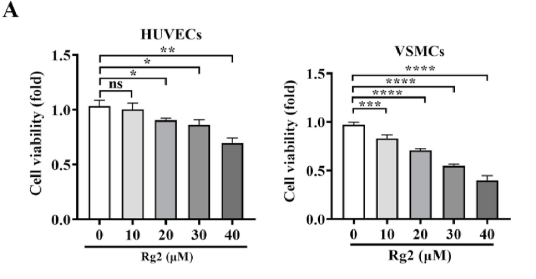 A
HUVECs
Cell viability (fold)
1.5
1.0
0.5
0.0
**
*
*
ns
0 10 20 30 40
Rg2 (μM)
VSMCs
Cell viability (fold)
1.5
1.0
0.5
0.0
****
****
****
***
0 10 20 30 40
Rg2 (μM)